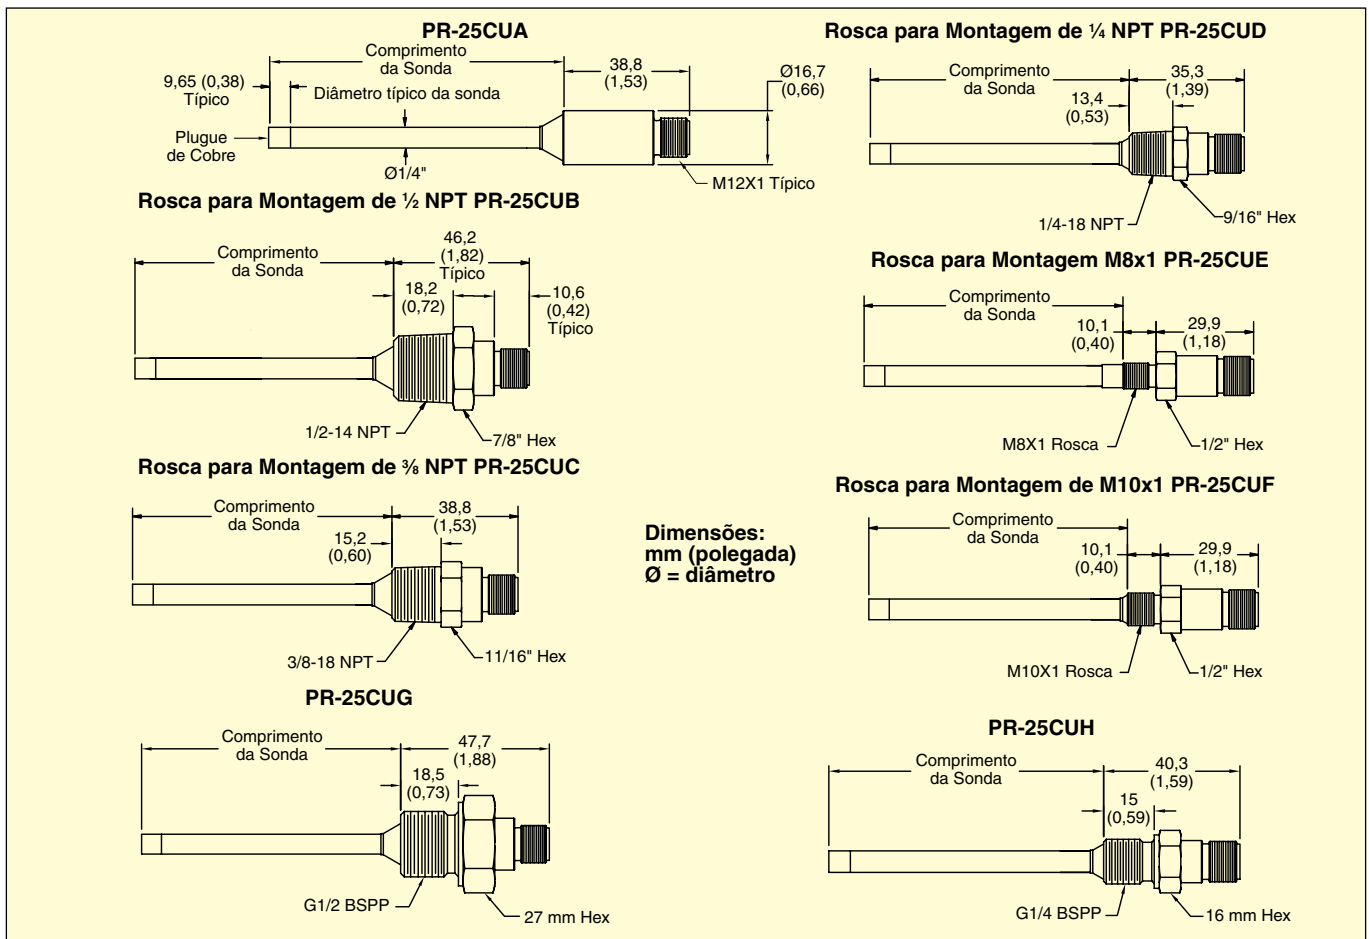 PR-25CUA
Comprimento
da Sonda
38,8
(1,53)
Ø16,7
(0,66)
9,65 (0,38)
Típico
Diâmetro típico da sonda
Plugue
de Cobre
Ø1/4"
M12X1 Típico
Rosca para Montagem de ½ NPT PR-25CUB
Comprimento
da Sonda
46,2
(1,82)
Típico
18,2
(0,72)
10,6
(0,42)
Típico
1/2-14 NPT
7/8" Hex
Rosca para Montagem de ⅜ NPT PR-25CUC
Comprimento
da Sonda
38,8
(1,53)
15,2
(0,60)
3/8-18 NPT
11/16" Hex
PR-25CUG
Comprimento
da Sonda
47,7
(1,88)
18,5
(0,73)
G1/2 BSPP
27 mm Hex
Dimensões:
mm (polegada)
Ø = diâmetro
Rosca para Montagem de ¼ NPT PR-25CUD
Comprimento
da Sonda
35,3
(1,39)
13,4
(0,53)
1/4-18 NPT
9/16" Hex
Rosca para Montagem M8x1 PR-25CUE
Comprimento
da Sonda
10,1
(0,40)
29,9
(1,18)
M8X1 Rosca
1/2" Hex
Rosca para Montagem de M10x1 PR-25CUF
Comprimento
da Sonda
10,1
(0,40)
29,9
(1,18)
M10X1 Rosca
1/2" Hex
PR-25CUH
Comprimento
da Sonda
40,3
(1,59)
15
(0,59)
G1/4 BSPP
16 mm Hex